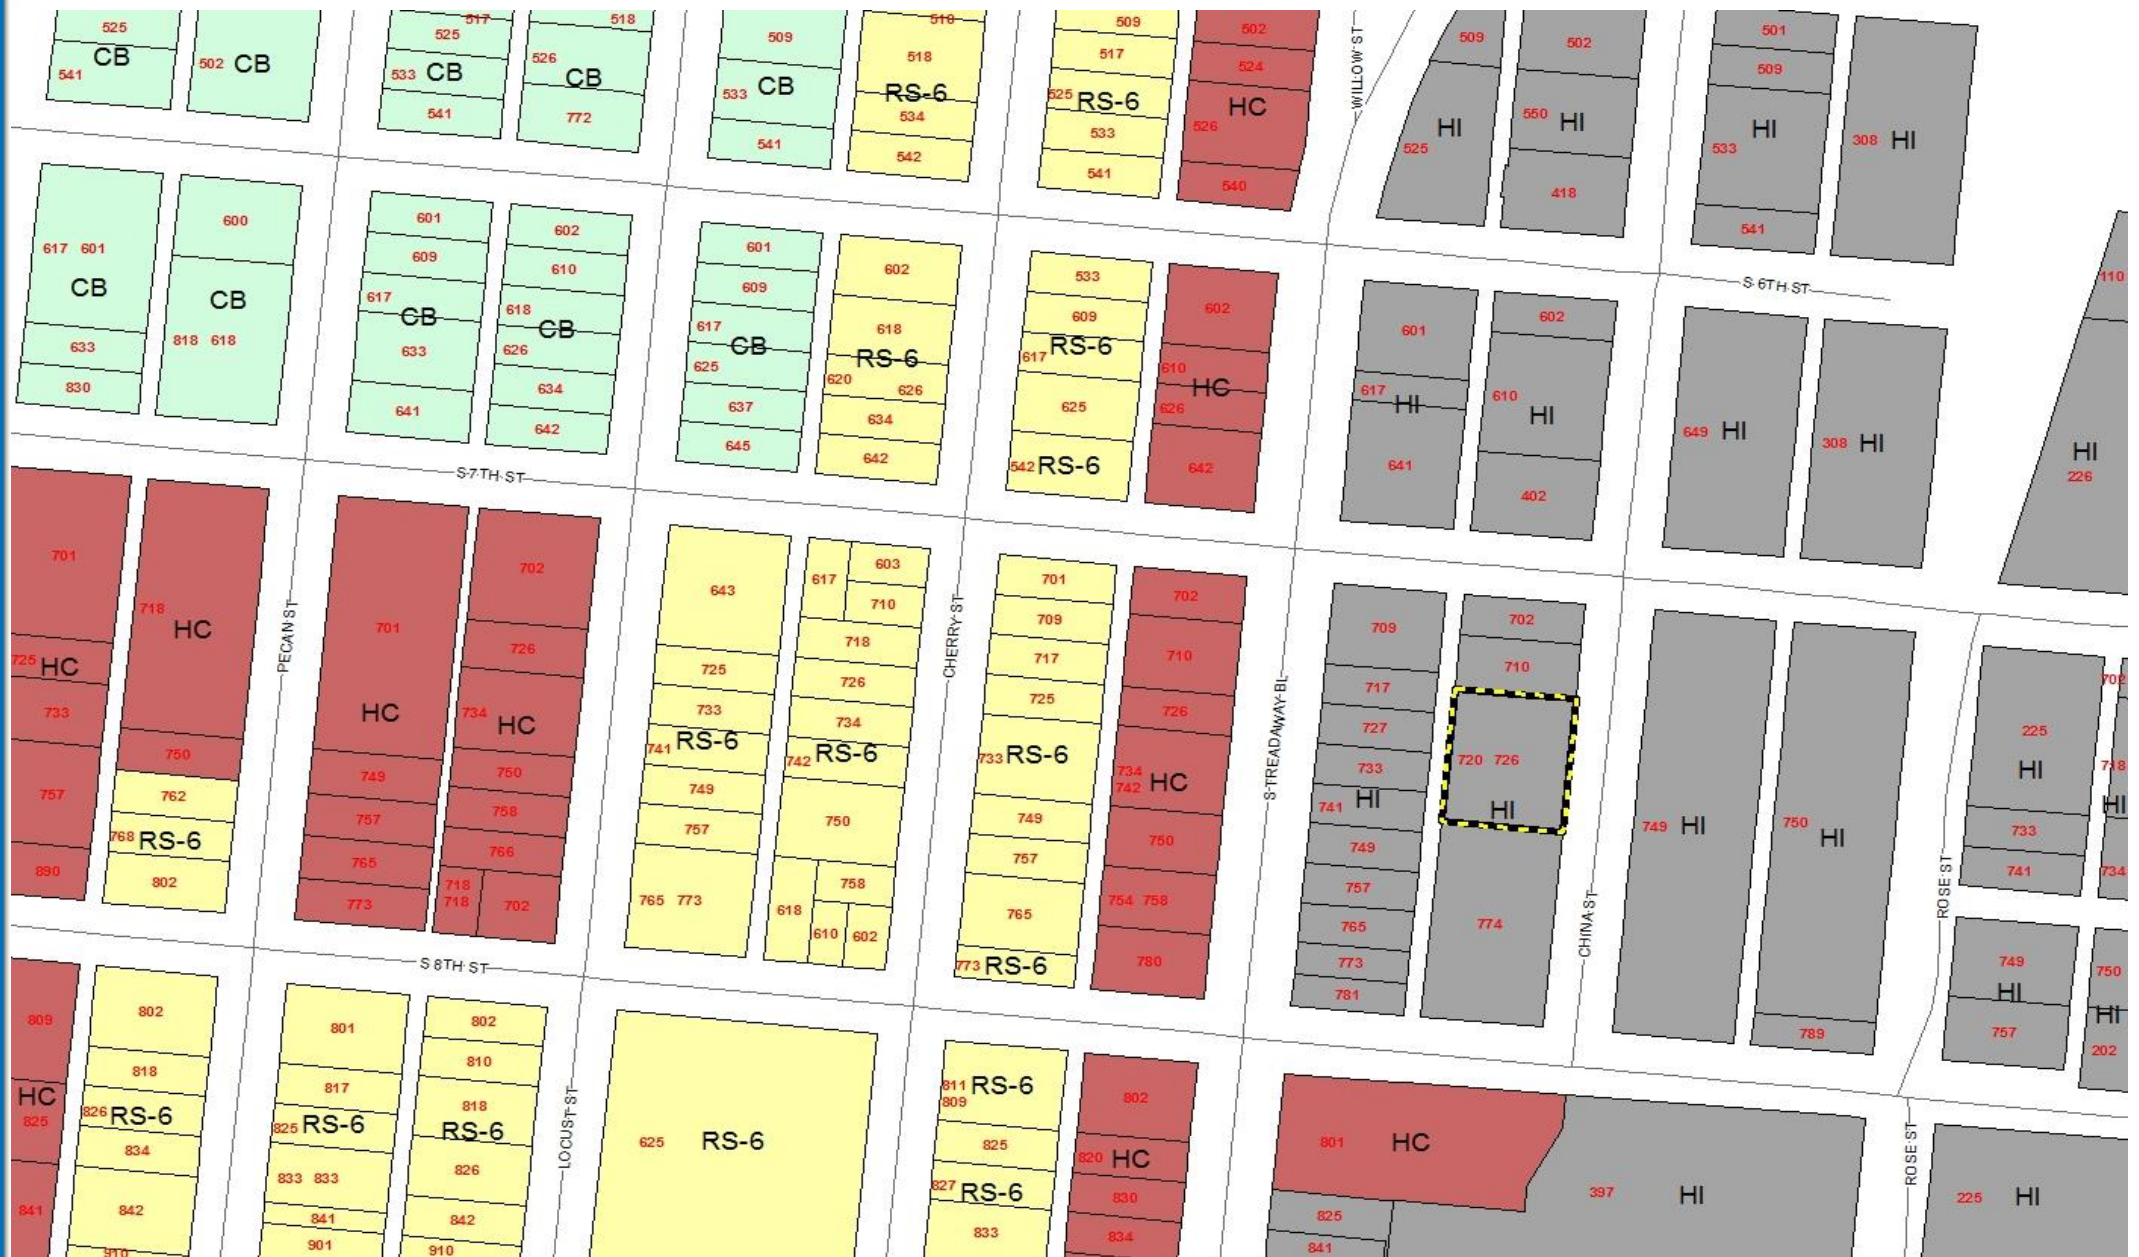 525
CB
541
502 CB
517
525
533 CB
541
518
526
CB
772
509
533 CB
541
510
518
RS-6
534
542
509
517
525 RS-6
533
541
502
524
HC
526
540
WILLOW ST
509
HI
525
502
550 HI
418
501
509
HI
533
541
308 HI
S 6TH ST
110
HI
226
617 601
CB
633
830
600
CB
818 618
601
609
617
CB
633
641
602
610
618
CB
626
634
642
601
609
617
CB
625
637
645
602
618
RS-6
620
626
634
642
533
609
RS-6
617
625
542 RS-6
602
610
HC
626
642
601
617
HI
641
602
610
HI
402
649 HI
308 HI
S 7TH ST
701
725 HC
733
757
890
718
HC
750
762
768 RS-6
802
PECAN ST
701
HC
749
757
765
773
702
726
734
HC
750
758
766
718
718
702
643
725
733
741 RS-6
749
757
765 773
617
603
710
718
726
734
742 RS-6
750
758
618
610
602
CHERRY ST
701
709
717
725
733 RS-6
749
757
765
773 RS-6
702
710
726
734
742 HC
750
754 758
780
S TREADAWAY BL
709
717
727
733
741 HI
749
757
765
773
781
702
710
720 726
HI
774
CHINA ST
749 HI
750 HI
789
ROSE ST
225
HI
733
741
702
718
HI
734
749
HI
757
750
HI
202
S 8TH ST
809
HC
825
841
802
818
826 RS-6
834
842
910
801
817
825 RS-6
833 833
841
901
802
810
818
RS-6
826
842
910
LOCUST ST
625 RS-6
811 RS-6
809
825
827 RS-6
833
802
820 HC
830
834
801 HC
825
841
397 HI
ROSE ST
225 HI